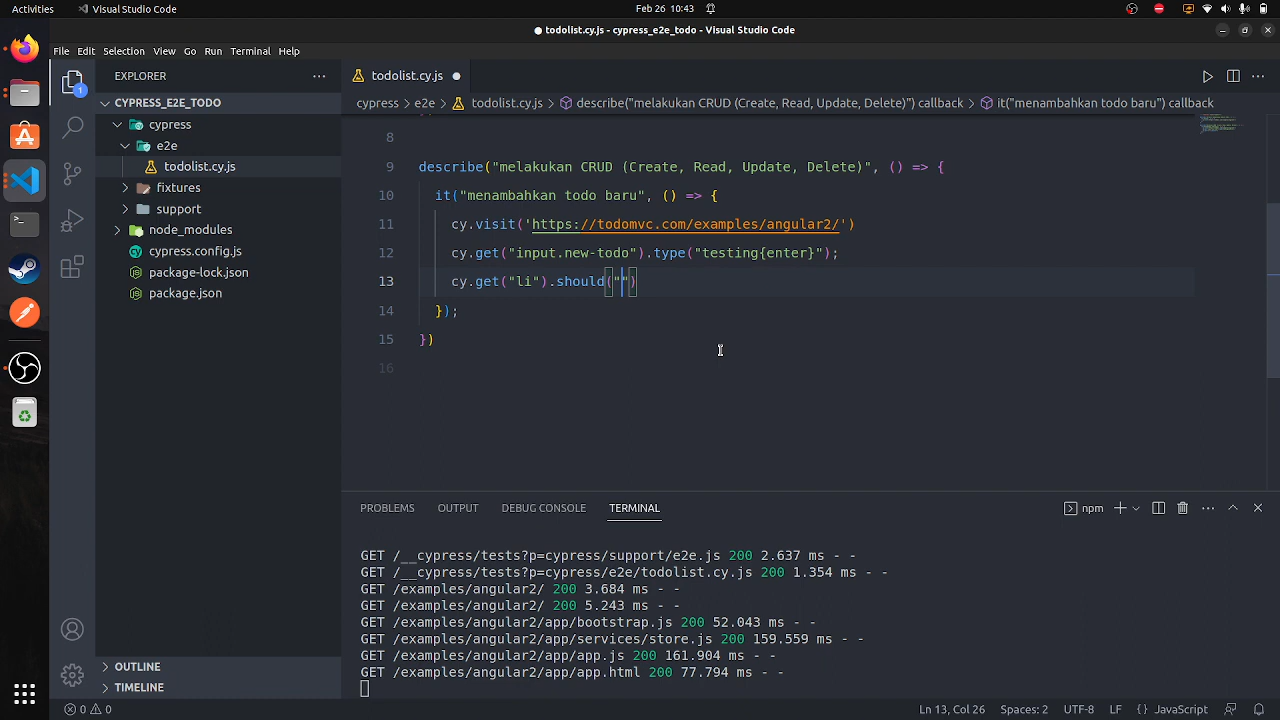 Activities
Visual Studio Code
Feb 26 10:43
todolist.cy.js - cypress_e2e_todo - Visual Studio Code
File Edit Selection View Go Run Terminal Help
EXPLORER
todolist.cy.js
1
CYPRESS_E2E_TODO
cypress
e2e
todolist.cy.js
fixtures
support
node_modules
cypress.config.js
package-lock.json
package.json
OUTLINE
TIMELINE
cypress > e2e > todolist.cy.js > describe("melakukan CRUD (Create, Read, Update, Delete)") callback > it("menambahkan todo baru") callback
8
9 describe("melakukan CRUD (Create, Read, Update, Delete)", () => {
10 it("menambahkan todo baru", () => {
11 cy.visit('https://todomvc.com/examples/angular2/')
12 cy.get("input.new-todo").type("testing{enter}");
13 cy.get("li").should("")
14 });
15 })
16
PROBLEMS OUTPUT DEBUG CONSOLE TERMINAL
npm
GET /__cypress/tests?p=cypress/support/e2e.js 200 2.637 ms - -
GET /__cypress/tests?p=cypress/e2e/todolist.cy.js 200 1.354 ms - -
GET /examples/angular2/ 200 3.684 ms - -
GET /examples/angular2/ 200 5.243 ms - -
GET /examples/angular2/app/bootstrap.js 200 52.043 ms - -
GET /examples/angular2/app/services/store.js 200 159.559 ms - -
GET /examples/angular2/app/app.js 200 161.904 ms - -
GET /examples/angular2/app/app.html 200 77.794 ms - -
0 0
Ln 13, Col 26 Spaces: 2 UTF-8 LF {} JavaScript